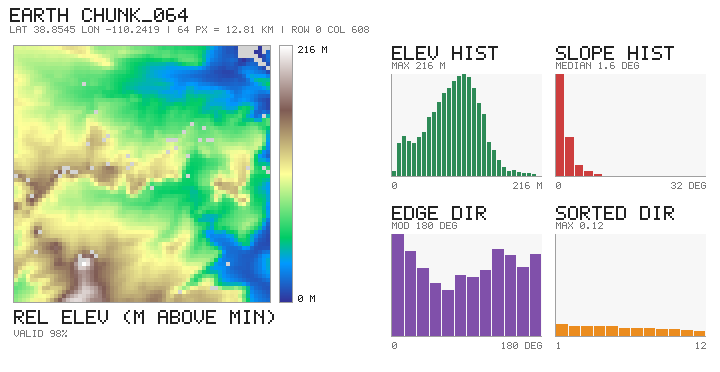 EARTH CHUNK_064
LAT 38.8545 LON -110.2419 | 64 PX = 12.81 KM | ROW 0 COL 608
216 M
0 M
REL ELEV (M ABOVE MIN)
VALID 98%
ELEV HIST
MAX 216 M
0 216 M
SLOPE HIST
MEDIAN 1.6 DEG
0 32 DEG
EDGE DIR
MOD 180 DEG
0 180 DEG
SORTED DIR
MAX 0.12
1 12